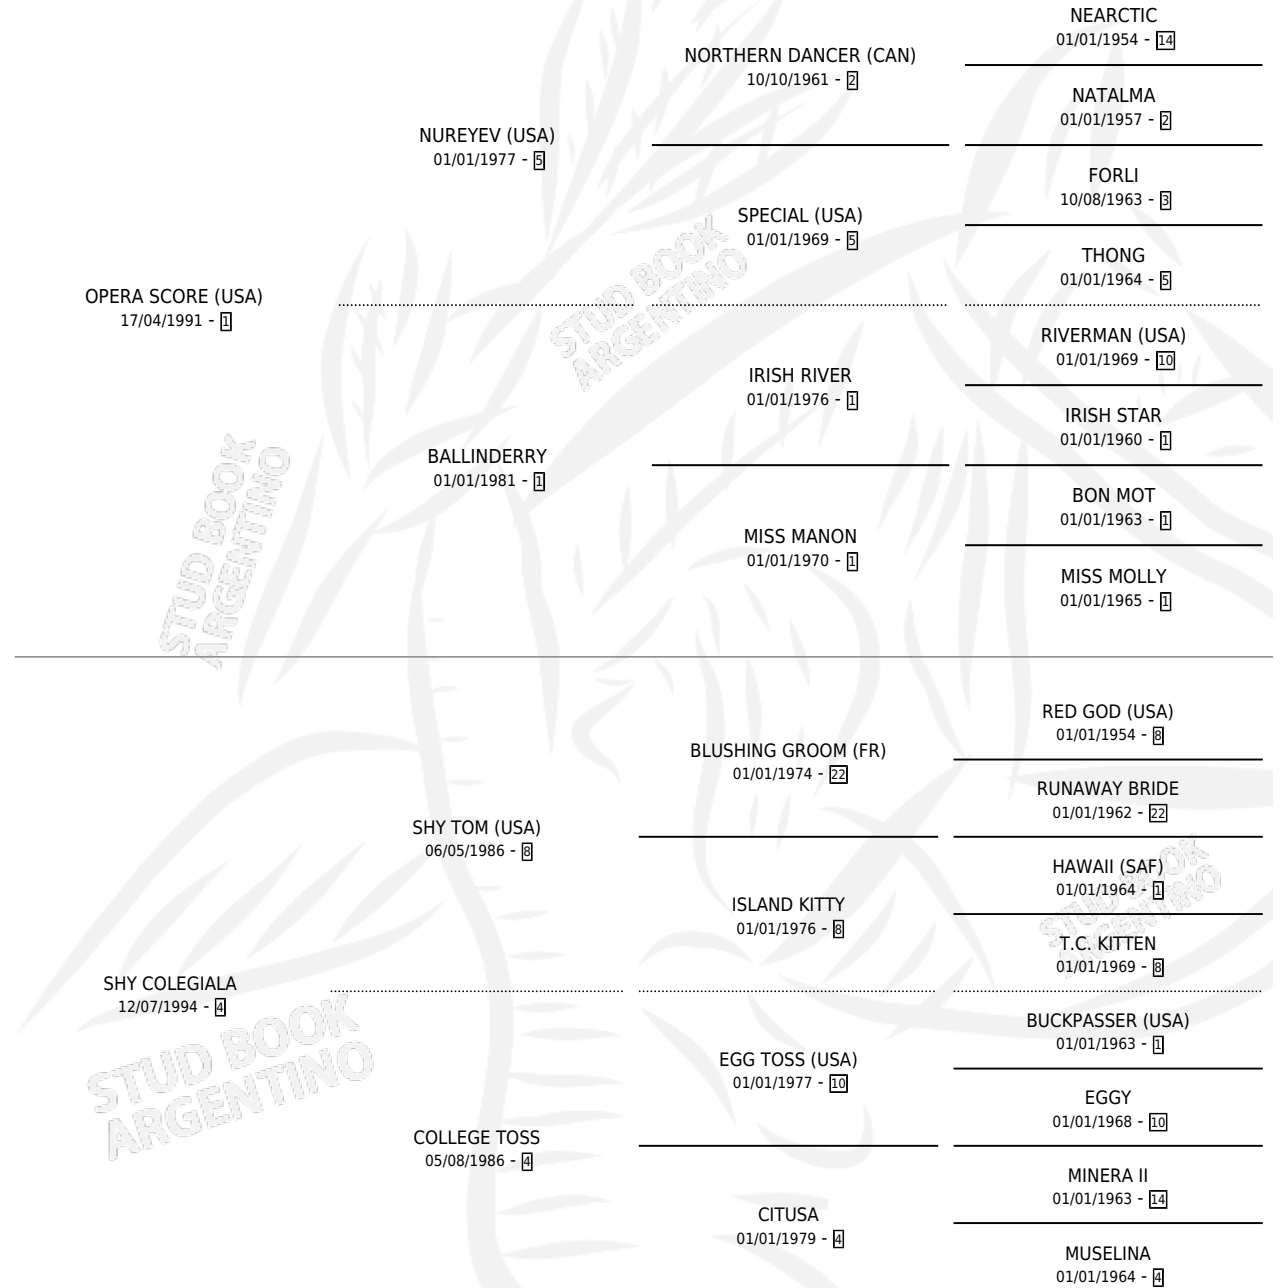 NEARCTIC
01/01/1954 - 14
NORTHERN DANCER (CAN)
10/10/1961 - 2
NATALMA
01/01/1957 - 2
NUREYEV (USA)
01/01/1977 - 5
FORLI
10/08/1963 - 3
SPECIAL (USA)
01/01/1969 - 5
THONG
01/01/1964 - 5
OPERA SCORE (USA)
17/04/1991 - 1
RIVERMAN (USA)
01/01/1969 - 10
IRISH RIVER
01/01/1976 - 1
IRISH STAR
01/01/1960 - 1
BALLINDERRY
01/01/1981 - 1
BON MOT
01/01/1963 - 1
MISS MANON
01/01/1970 - 1
MISS MOLLY
01/01/1965 - 1
STUD BOOK
ARGENTINO
STUD BOOK
ARGENTINO
RED GOD (USA)
01/01/1954 - 8
BLUSHING GROOM (FR)
01/01/1974 - 22
RUNAWAY BRIDE
01/01/1962 - 22
SHY TOM (USA)
06/05/1986 - 8
HAWAII (SAF)
01/01/1964 - 1
ISLAND KITTY
01/01/1976 - 8
T.C. KITTEN
01/01/1969 - 8
STUD BOOK
ARGENTINO
SHY COLEGIALA
12/07/1994 - 4
BUCKPASSER (USA)
01/01/1963 - 1
EGG TOSS (USA)
01/01/1977 - 10
EGGY
01/01/1968 - 10
STUD BOOK
ARGENTINO
COLLEGE TOSS
05/08/1986 - 4
MINERA II
01/01/1963 - 14
CITUSA
01/01/1979 - 4
MUSELINA
01/01/1964 - 4